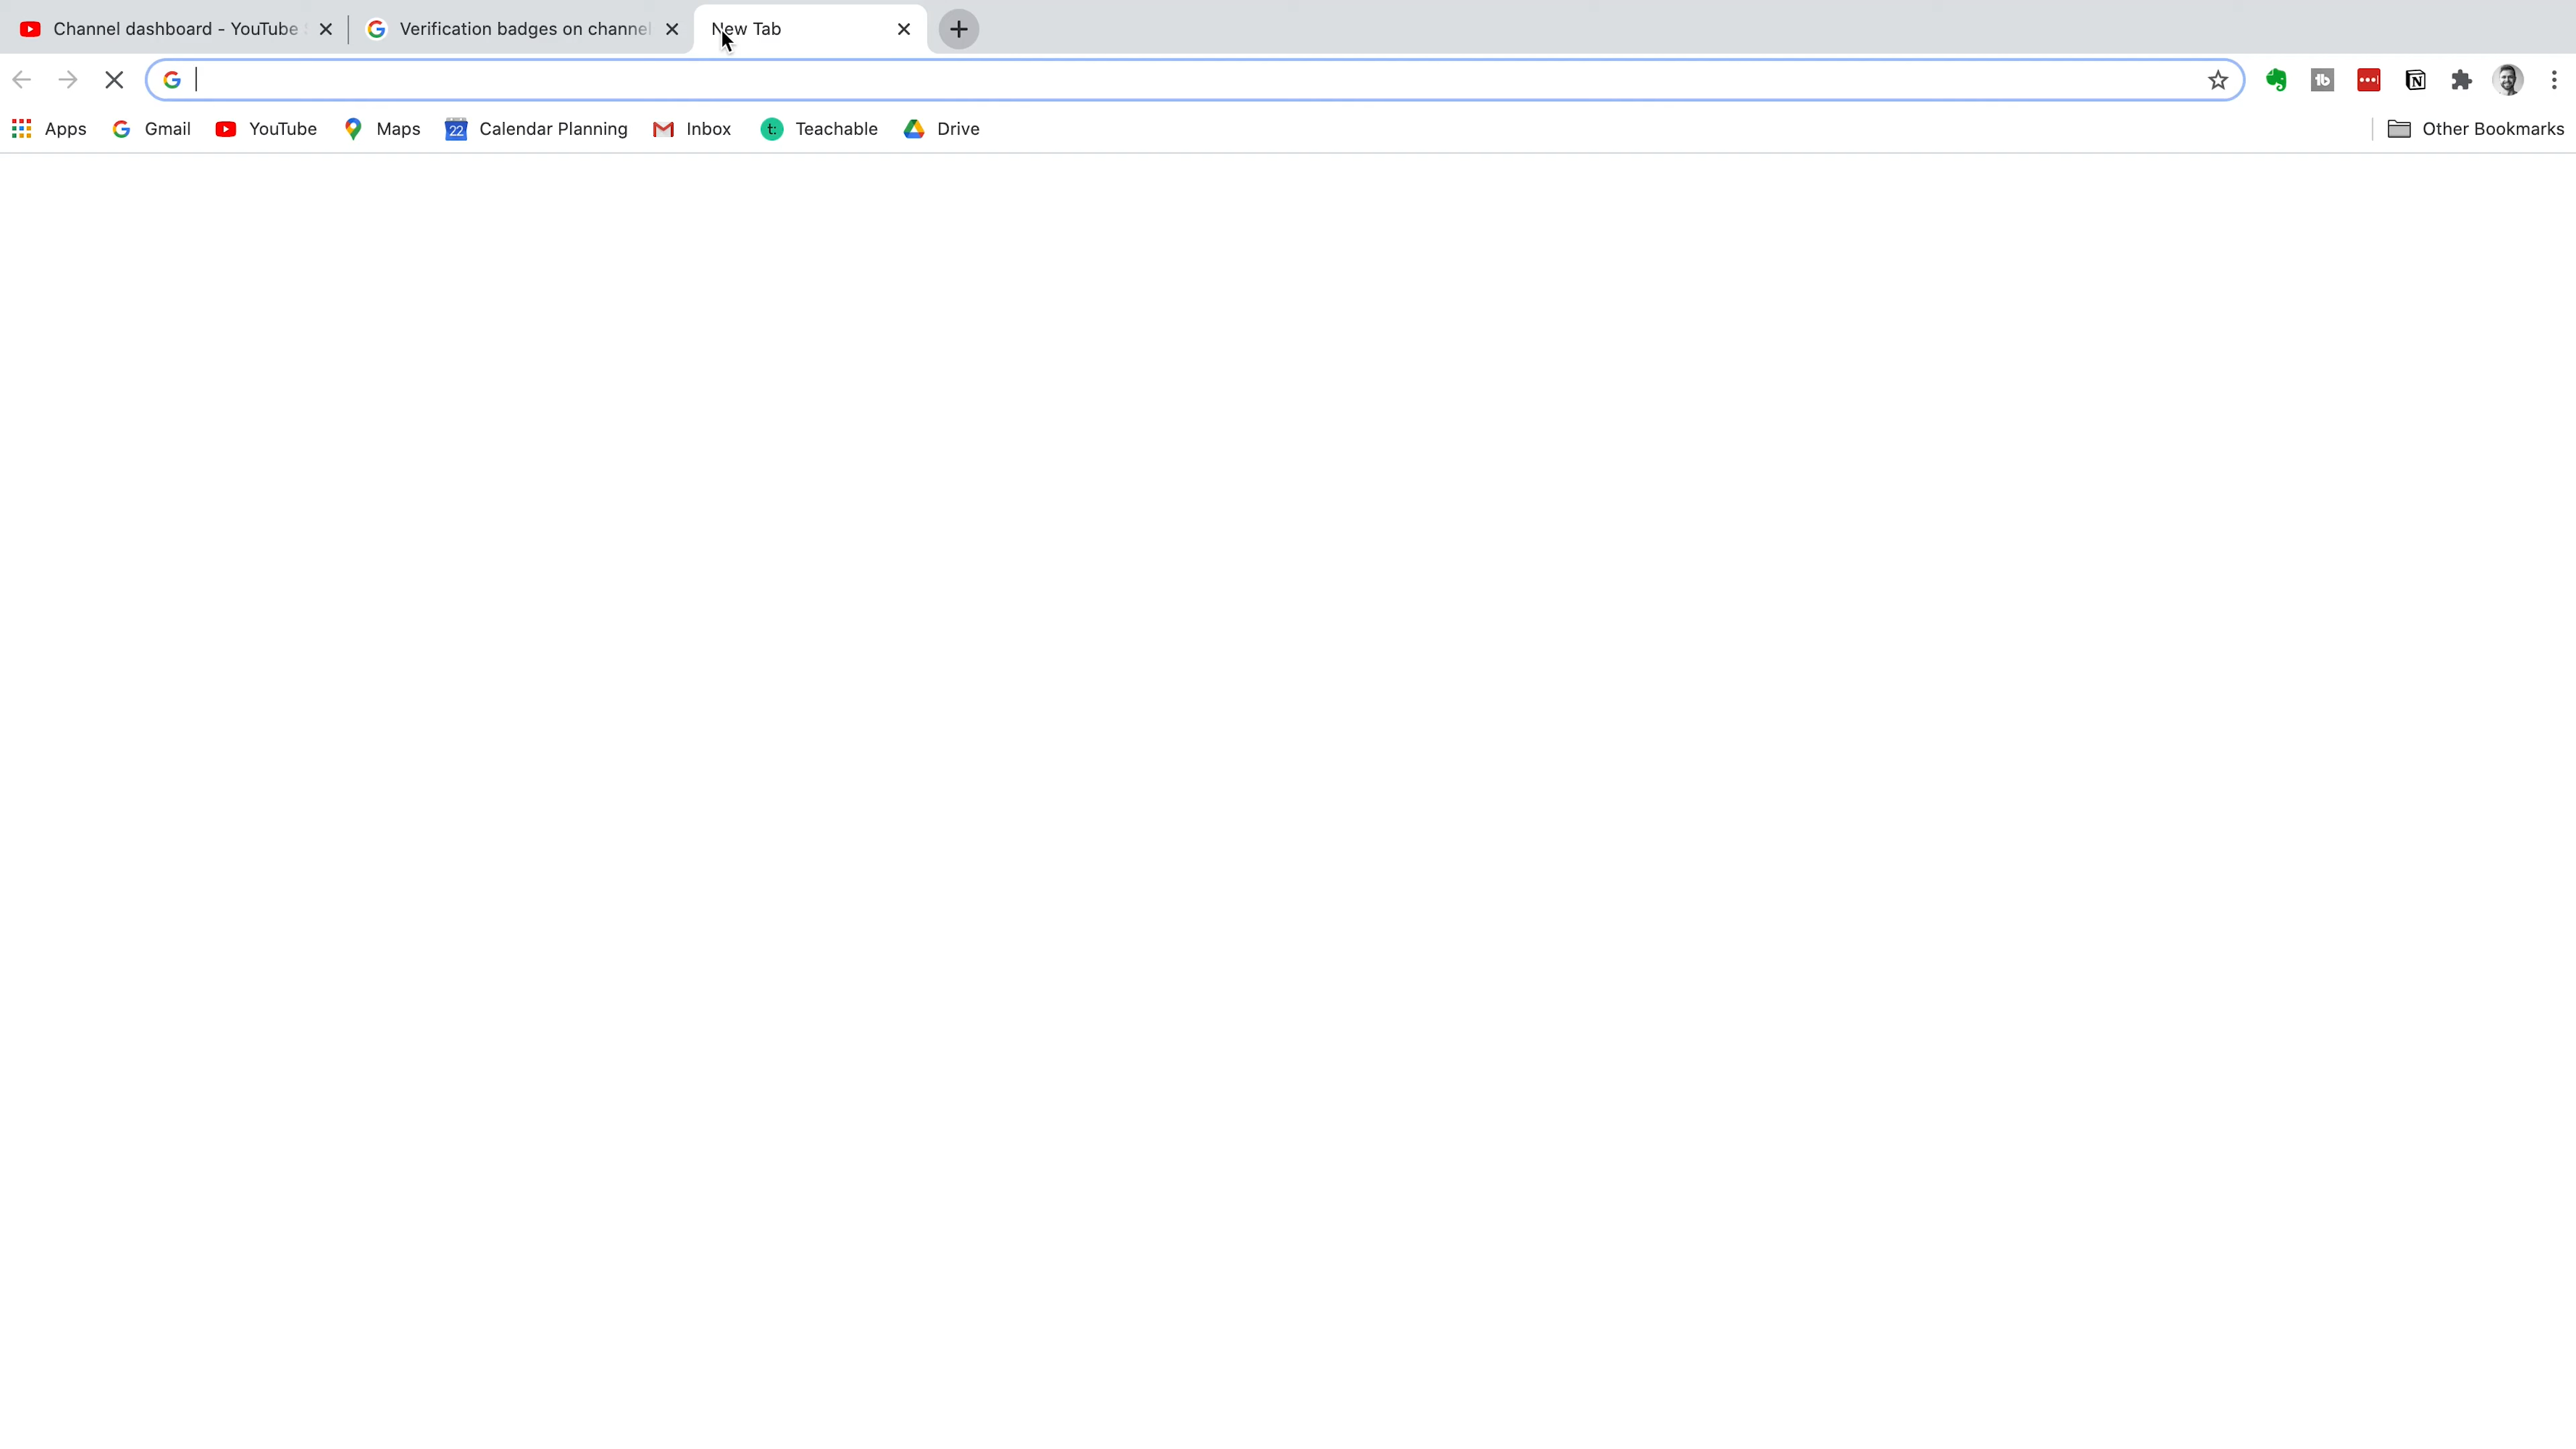 Channel dashboard - YouTube
Verification badges on channel
New Tab
Apps
Gmail
YouTube
22
Calendar Planning
Inbox
t:
Teachable
Drive
Maps
Other Bookmarks